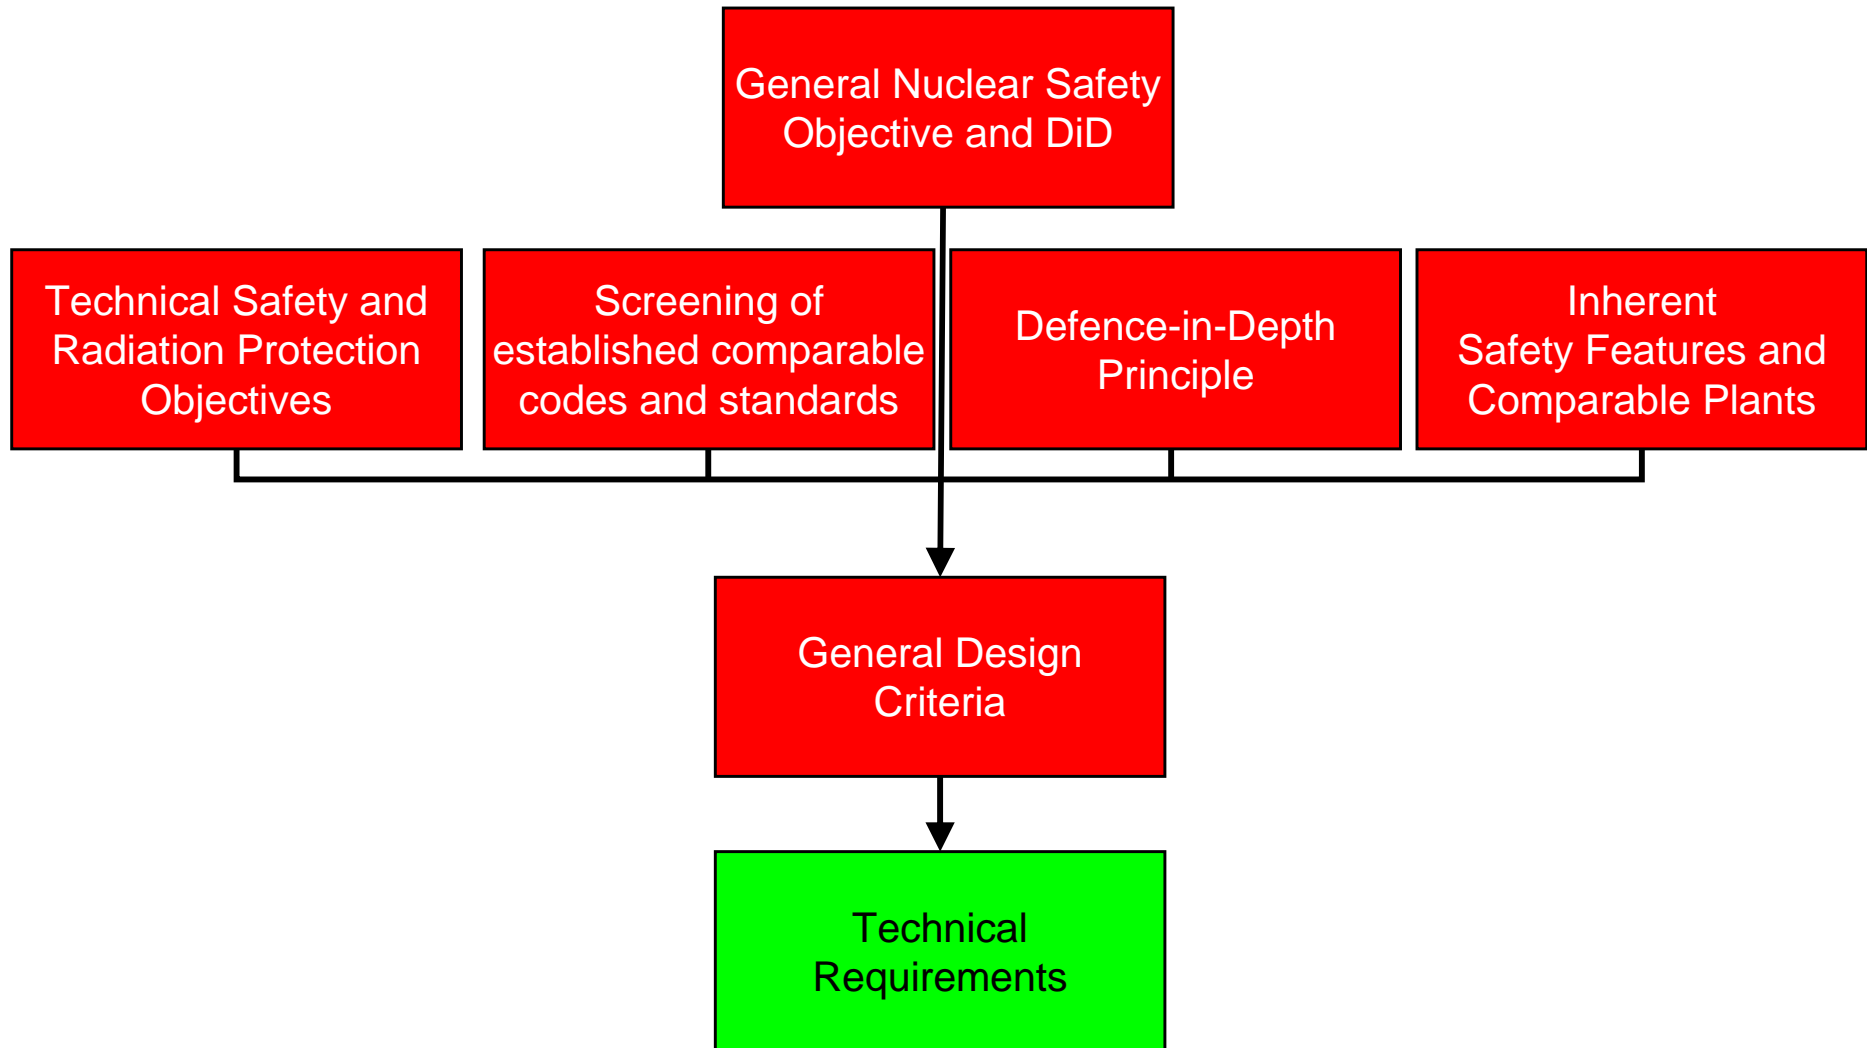 General Nuclear Safety
Objective and DiD
Technical Safety and
Radiation Protection
Objectives
Screening of
established comparable
codes and standards
Defence-in-Depth
Principle
Inherent
Safety Features and
Comparable Plants
General Design
Criteria
Technical
Requirements